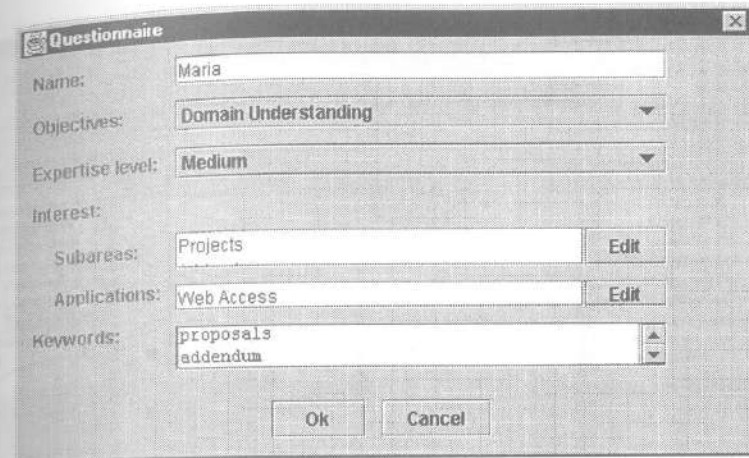 Questionnaire
Name: Maria
Objectives: Domain Understanding
Expertise level: Medium
Interest:
Subareas: Projects Edit
Applications: Web Access Edit
Keywords: proposals
addendum
Ok Cancel